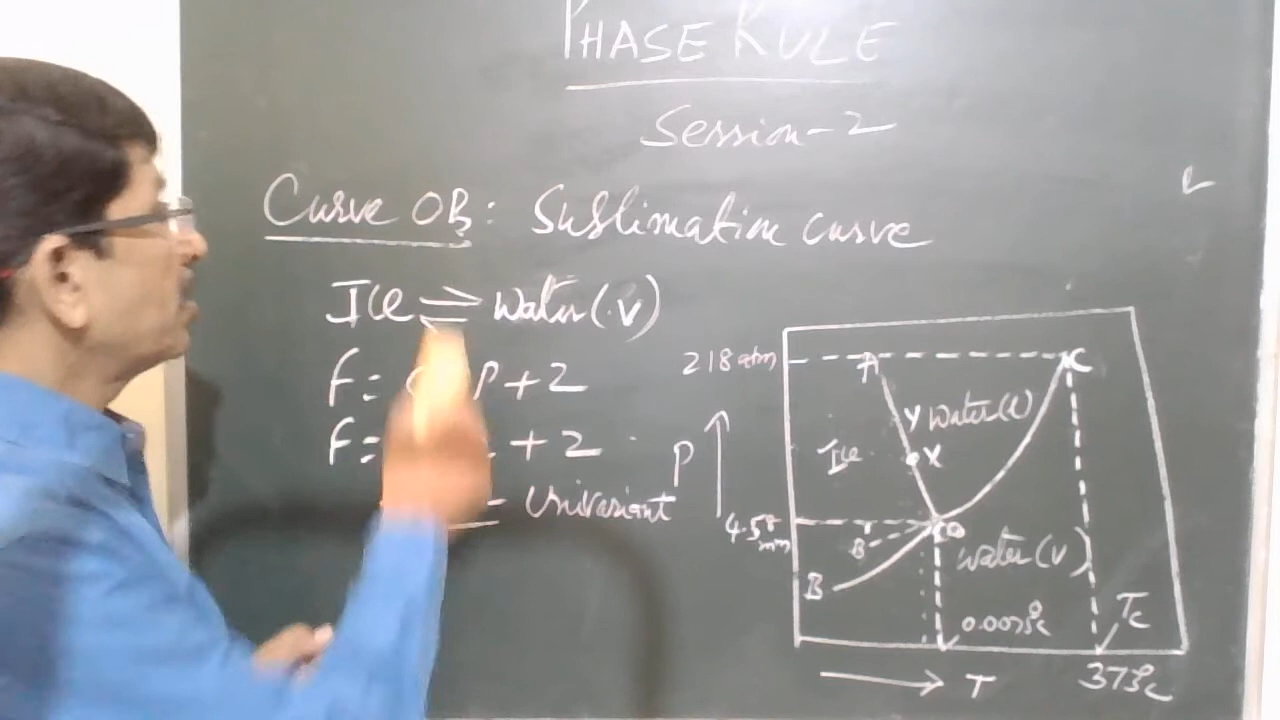 PHASE RULE
Session-2
Curve OB: Sublimation curve
Ice ⇌ Water(v)
F= P+2
F= +2
Univariant
218 atm
A
C
Y Water(l)
Ice
X
P
4.58 mm
O
B'
Water(v)
B
0.0075°c
Tc
T
373°c